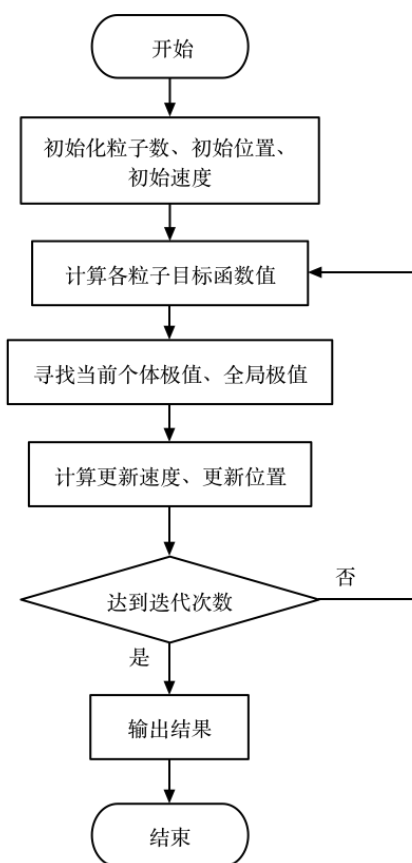 开始
初始化粒子数、初始位置、
初始速度
计算各粒子目标函数值
寻找当前个体极值、全局极值
计算更新速度、更新位置
达到迭代次数
否
是
输出结果
结束